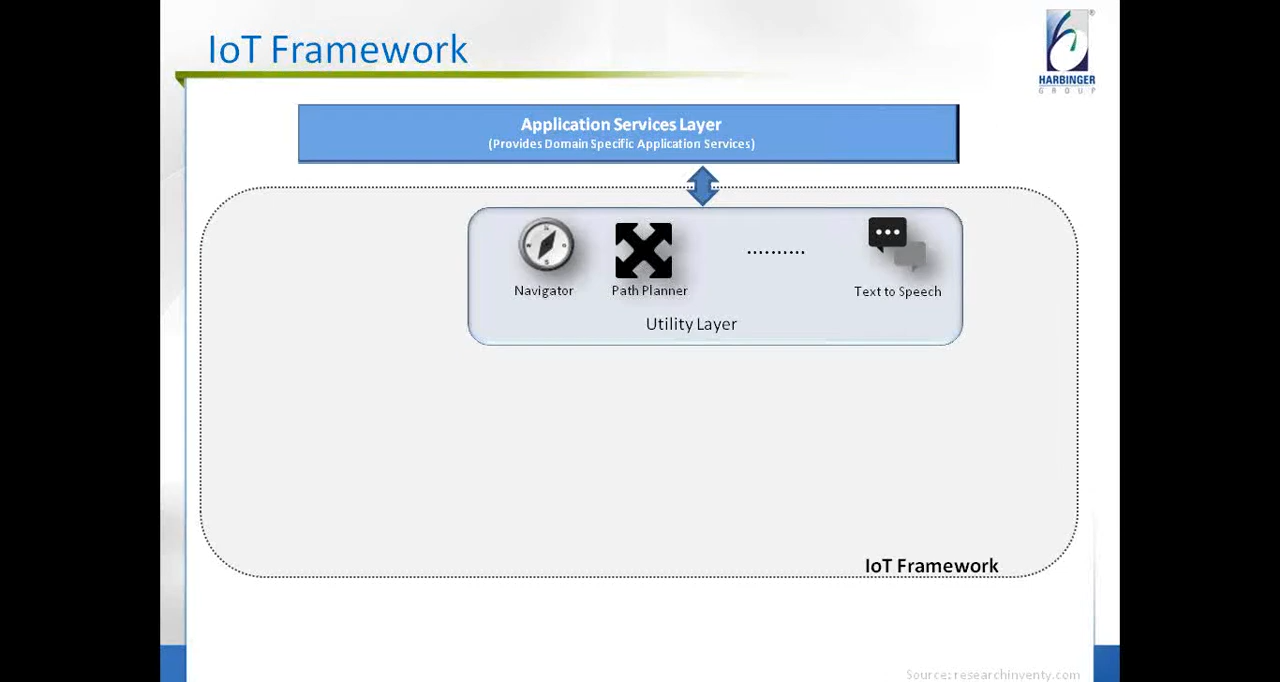 IoT Framework
HARBINGER
GROUP
Application Services Layer
(Provides Domain Specific Application Services)
..........
Navigator
Path Planner
Text to Speech
Utility Layer
IoT Framework
Source: researchinventy.com